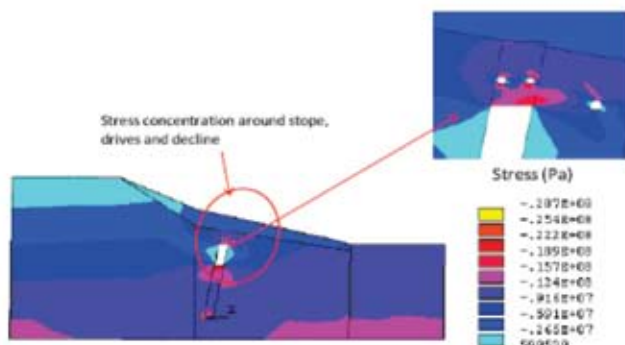 Stress concentration around stope,
drives and decline
Stress (Pa)
-.287E+08
-.254E+08
-.222E+08
-.189E+08
-.157E+08
-.124E+08
-.916E+07
-.591E+07
-.265E+07